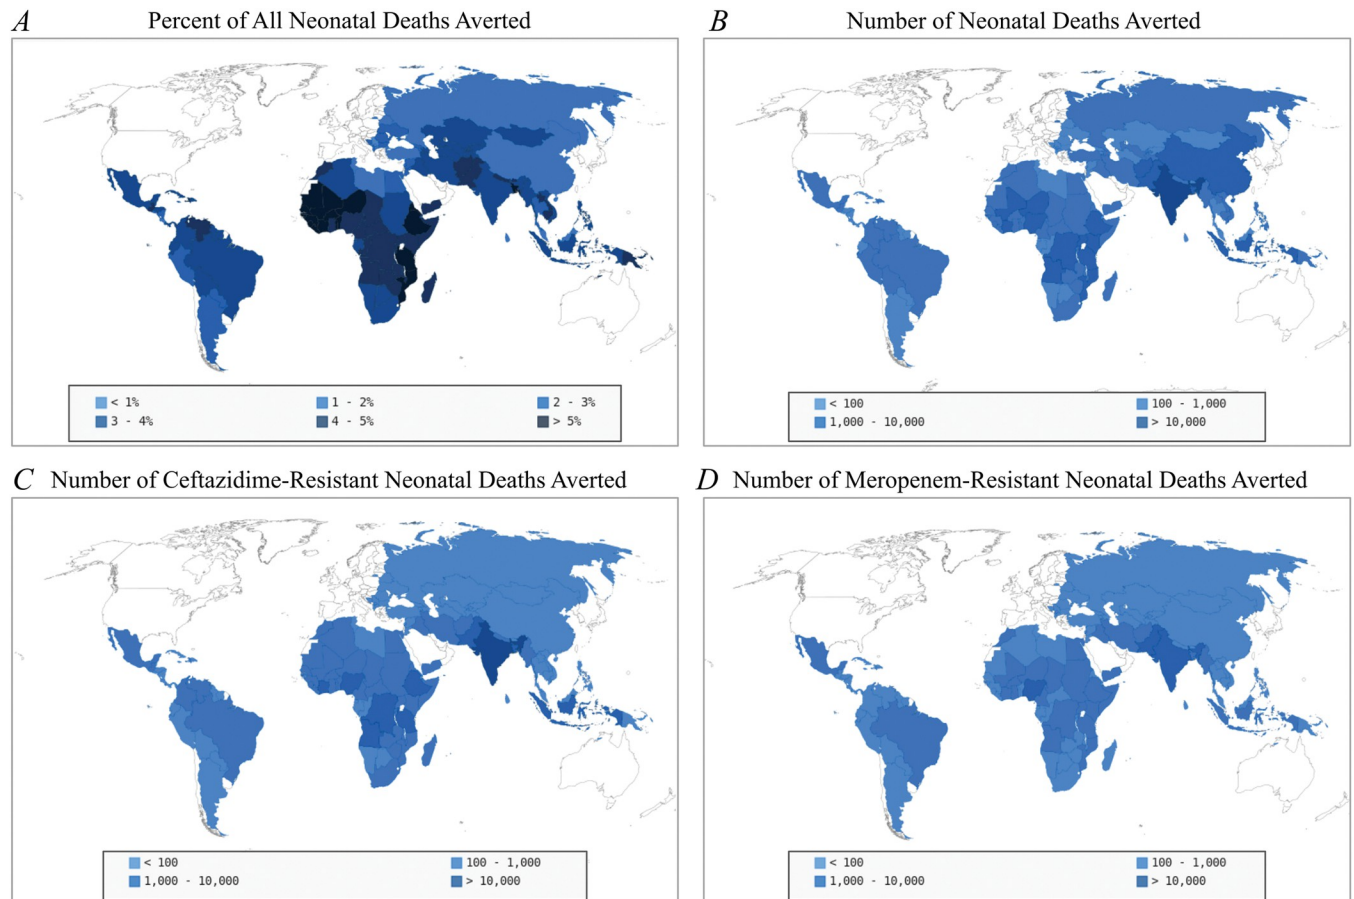 A Percent of All Neonatal Deaths Averted
B Number of Neonatal Deaths Averted
< 1% 1 - 2% 2 - 3%
3 - 4% 4 - 5% > 5%
< 100 100 - 1,000
1,000 - 10,000 > 10,000
C Number of Ceftazidime-Resistant Neonatal Deaths Averted
D Number of Meropenem-Resistant Neonatal Deaths Averted
< 100 100 - 1,000
1,000 - 10,000 > 10,000
< 100 100 - 1,000
1,000 - 10,000 > 10,000